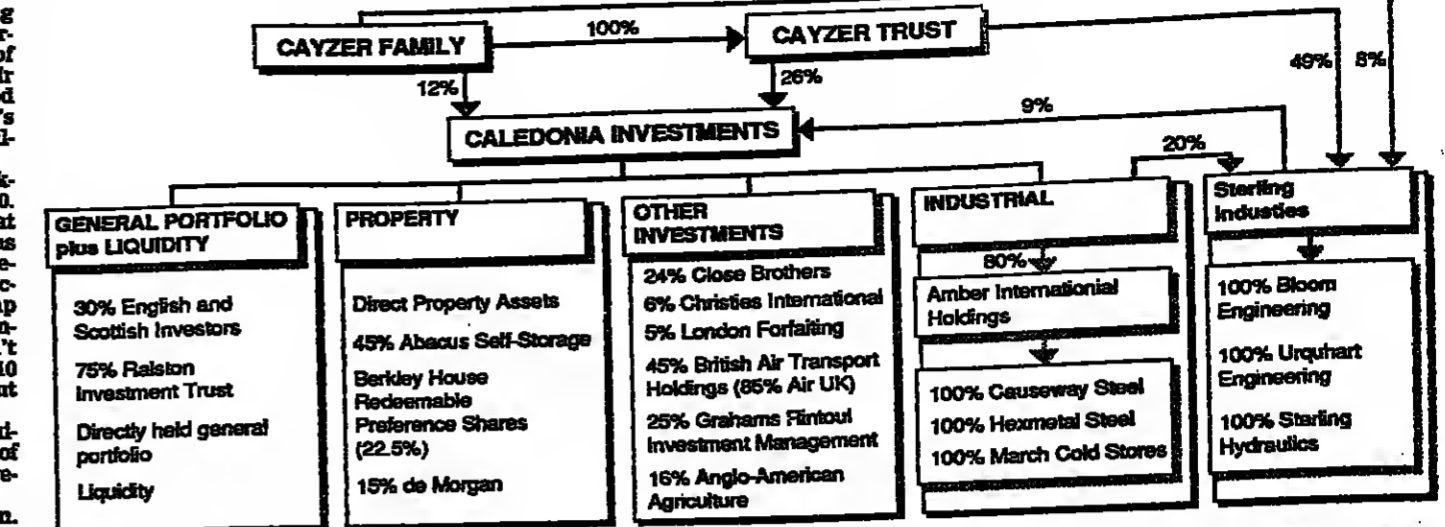 CAYZER FAMILY
100%
CAYZER TRUST
12%
26%
49%
8%
CALEDONIA INVESTMENTS
9%
20%
GENERAL PORTFOLIO
plus LIQUIDITY
30% English and
Scottish Investors
75% Ralston
Investment Trust
Directly held general
portfolio
Liquidity
PROPERTY
Direct Property Assets
45% Abacus Self-Storage
Berkley House
Redeemable
Preference Shares
(22.5%)
15% de Morgan
OTHER
INVESTMENTS
24% Close Brothers
6% Christies International
5% London Forfaiting
45% British Air Transport
Holdings (85% Air UK)
25% Grahams Rintoul
Investment Management
16% Anglo-American
Agriculture
INDUSTRIAL
80%
Amber Internationial
Holdings
100% Causeway Steel
100% Hexmetal Steel
100% March Cold Stores
Sterling
Industies
100% Bloom
Engineering
100% Urquhart
Engineering
100% Starling
Hydraulics